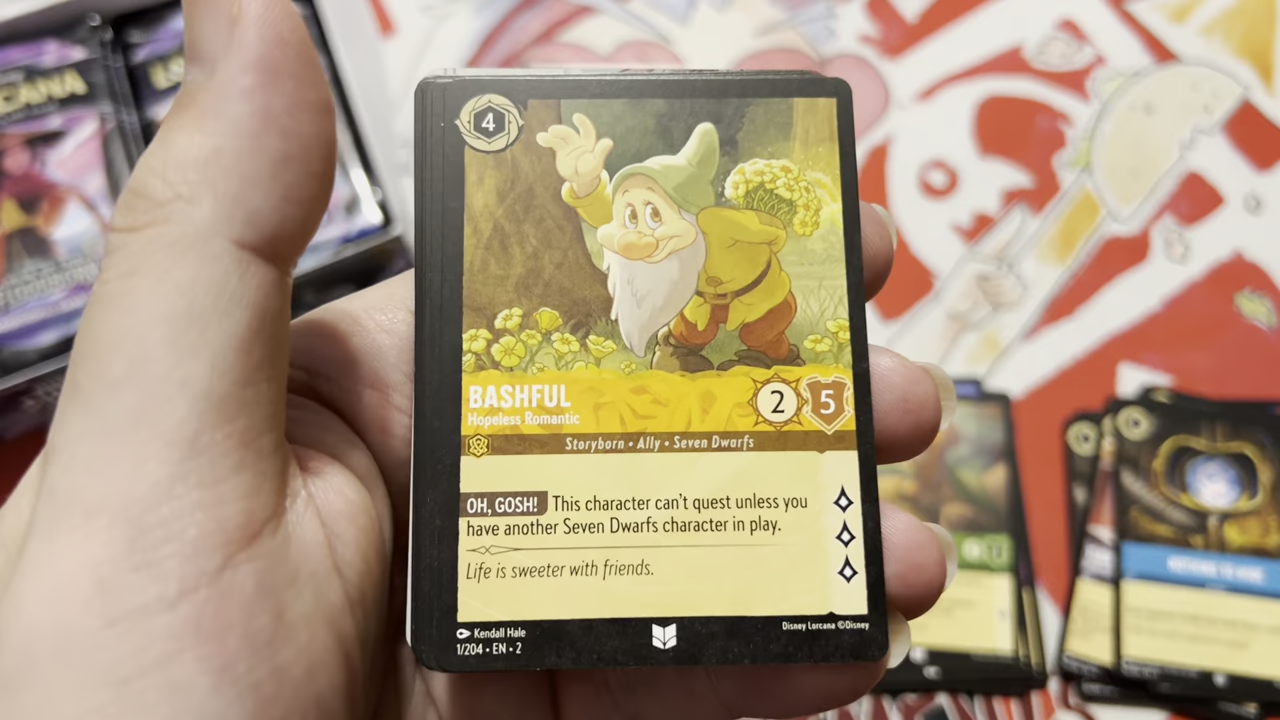 4
BASHFUL
Hopeless Romantic
2 5
Storyborn • Ally • Seven Dwarfs
OH, GOSH! This character can't quest unless you
have another Seven Dwarfs character in play.
Life is sweeter with friends.
Kendall Hale
1/204 • EN • 2
Disney Lorcana ©Disney